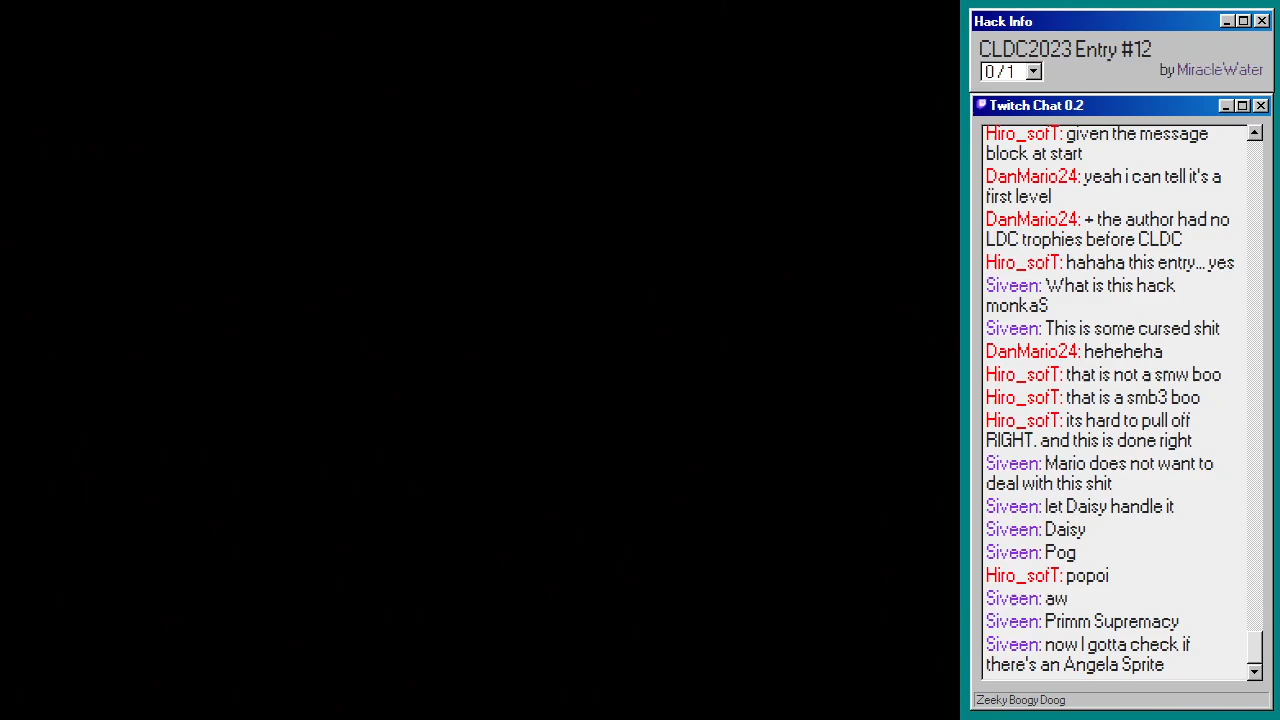 Hack Info
CLDC2023 Entry #12
0/1
by MiracleWater
Twitch Chat 0.2
Hiro_sofT: given the message
block at start
DanMario24: yeah i can tell it's a
first level
DanMario24: + the author had no
LDC trophies before CLDC
Hiro_sofT: hahaha this entry... yes
Siveen: What is this hack
monkaS
Siveen: This is some cursed shit
DanMario24: heheheha
Hiro_sofT: that is not a smw boo
Hiro_sofT: that is a smb3 boo
Hiro_sofT: its hard to pull off
RIGHT. and this is done right
Siveen: Mario does not want to
deal with this shit
Siveen: let Daisy handle it
Siveen: Daisy
Siveen: Pog
Hiro_sofT: popoi
Siveen: aw
Siveen: Primm Supremacy
Siveen: now I gotta check if
there's an Angela Sprite
Zeeky Boogy Doog